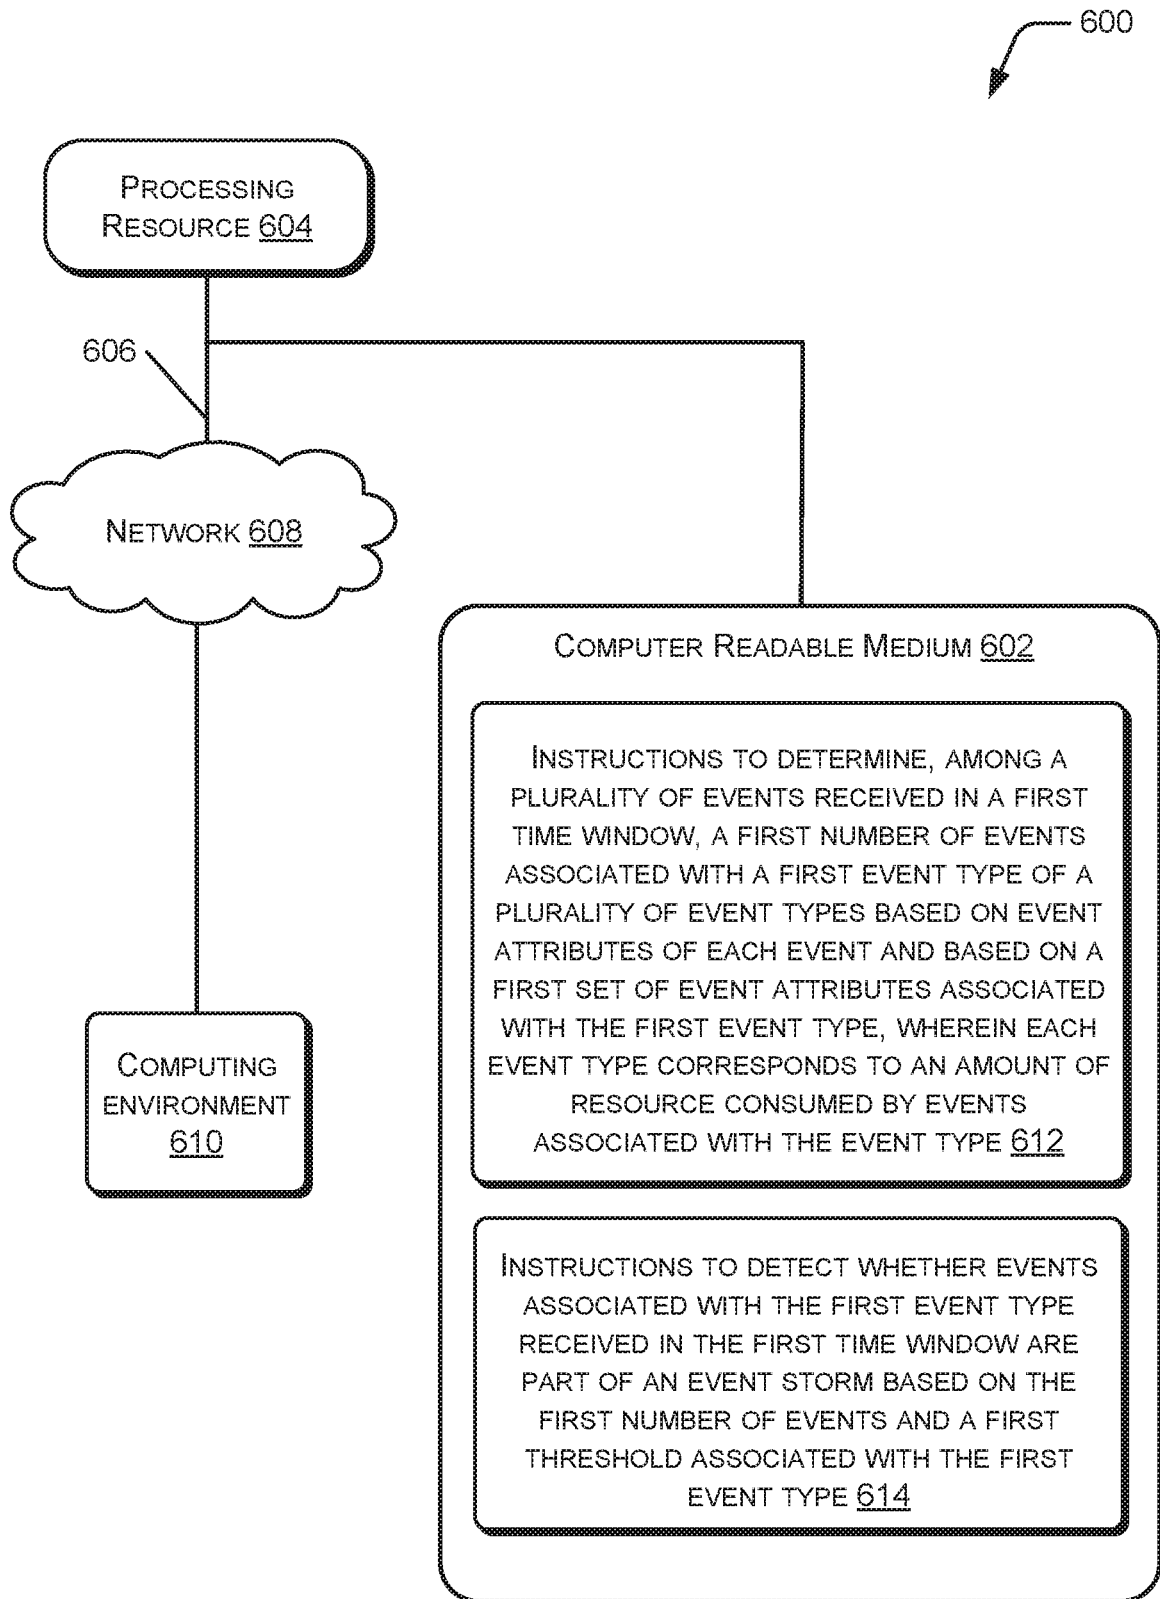 600
PROCESSING
RESOURCE 604
606
NETWORK 608
COMPUTING
ENVIRONMENT
610
COMPUTER READABLE MEDIUM 602
INSTRUCTIONS TO DETERMINE, AMONG A
PLURALITY OF EVENTS RECEIVED IN A FIRST
TIME WINDOW, A FIRST NUMBER OF EVENTS
ASSOCIATED WITH A FIRST EVENT TYPE OF A
PLURALITY OF EVENT TYPES BASED ON EVENT
ATTRIBUTES OF EACH EVENT AND BASED ON A
FIRST SET OF EVENT ATTRIBUTES ASSOCIATED
WITH THE FIRST EVENT TYPE, WHEREIN EACH
EVENT TYPE CORRESPONDS TO AN AMOUNT OF
RESOURCE CONSUMED BY EVENTS
ASSOCIATED WITH THE EVENT TYPE 612
INSTRUCTIONS TO DETECT WHETHER EVENTS
ASSOCIATED WITH THE FIRST EVENT TYPE
RECEIVED IN THE FIRST TIME WINDOW ARE
PART OF AN EVENT STORM BASED ON THE
FIRST NUMBER OF EVENTS AND A FIRST
THRESHOLD ASSOCIATED WITH THE FIRST
EVENT TYPE 614